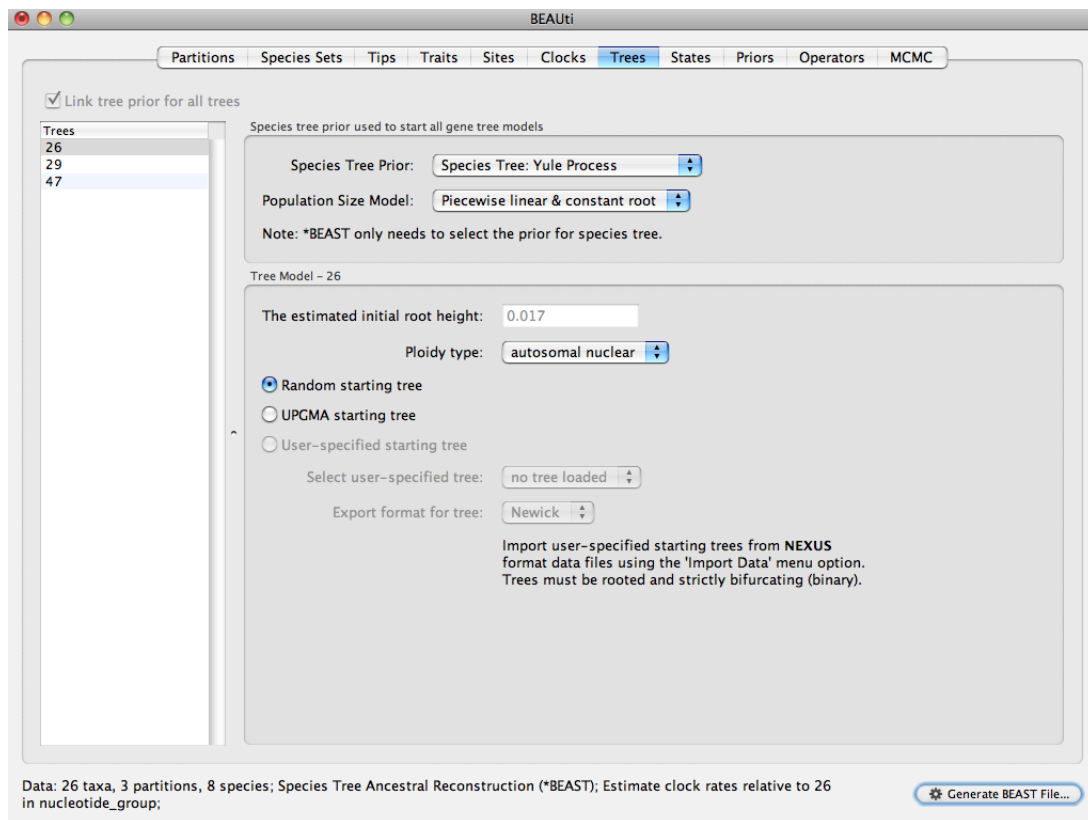 BEAUti
Partitions Species Sets Tips Traits Sites Clocks Trees States Priors Operators MCMC
Link tree prior for all trees
Trees
26
29
47
Species tree prior used to start all gene tree models
Species Tree Prior: Species Tree: Yule Process
Population Size Model: Piecewise linear & constant root
Note: *BEAST only needs to select the prior for species tree.
Tree Model - 26
The estimated initial root height: 0.017
Ploidy type: autosomal nuclear
Random starting tree
UPGMA starting tree
User-specified starting tree
Select user-specified tree: no tree loaded
Export format for tree: Newick
Import user-specified starting trees from NEXUS
format data files using the 'Import Data' menu option.
Trees must be rooted and strictly bifurcating (binary).
Data: 26 taxa, 3 partitions, 8 species; Species Tree Ancestral Reconstruction (*BEAST); Estimate clock rates relative to 26
in nucleotide_group;
Generate BEAST File...